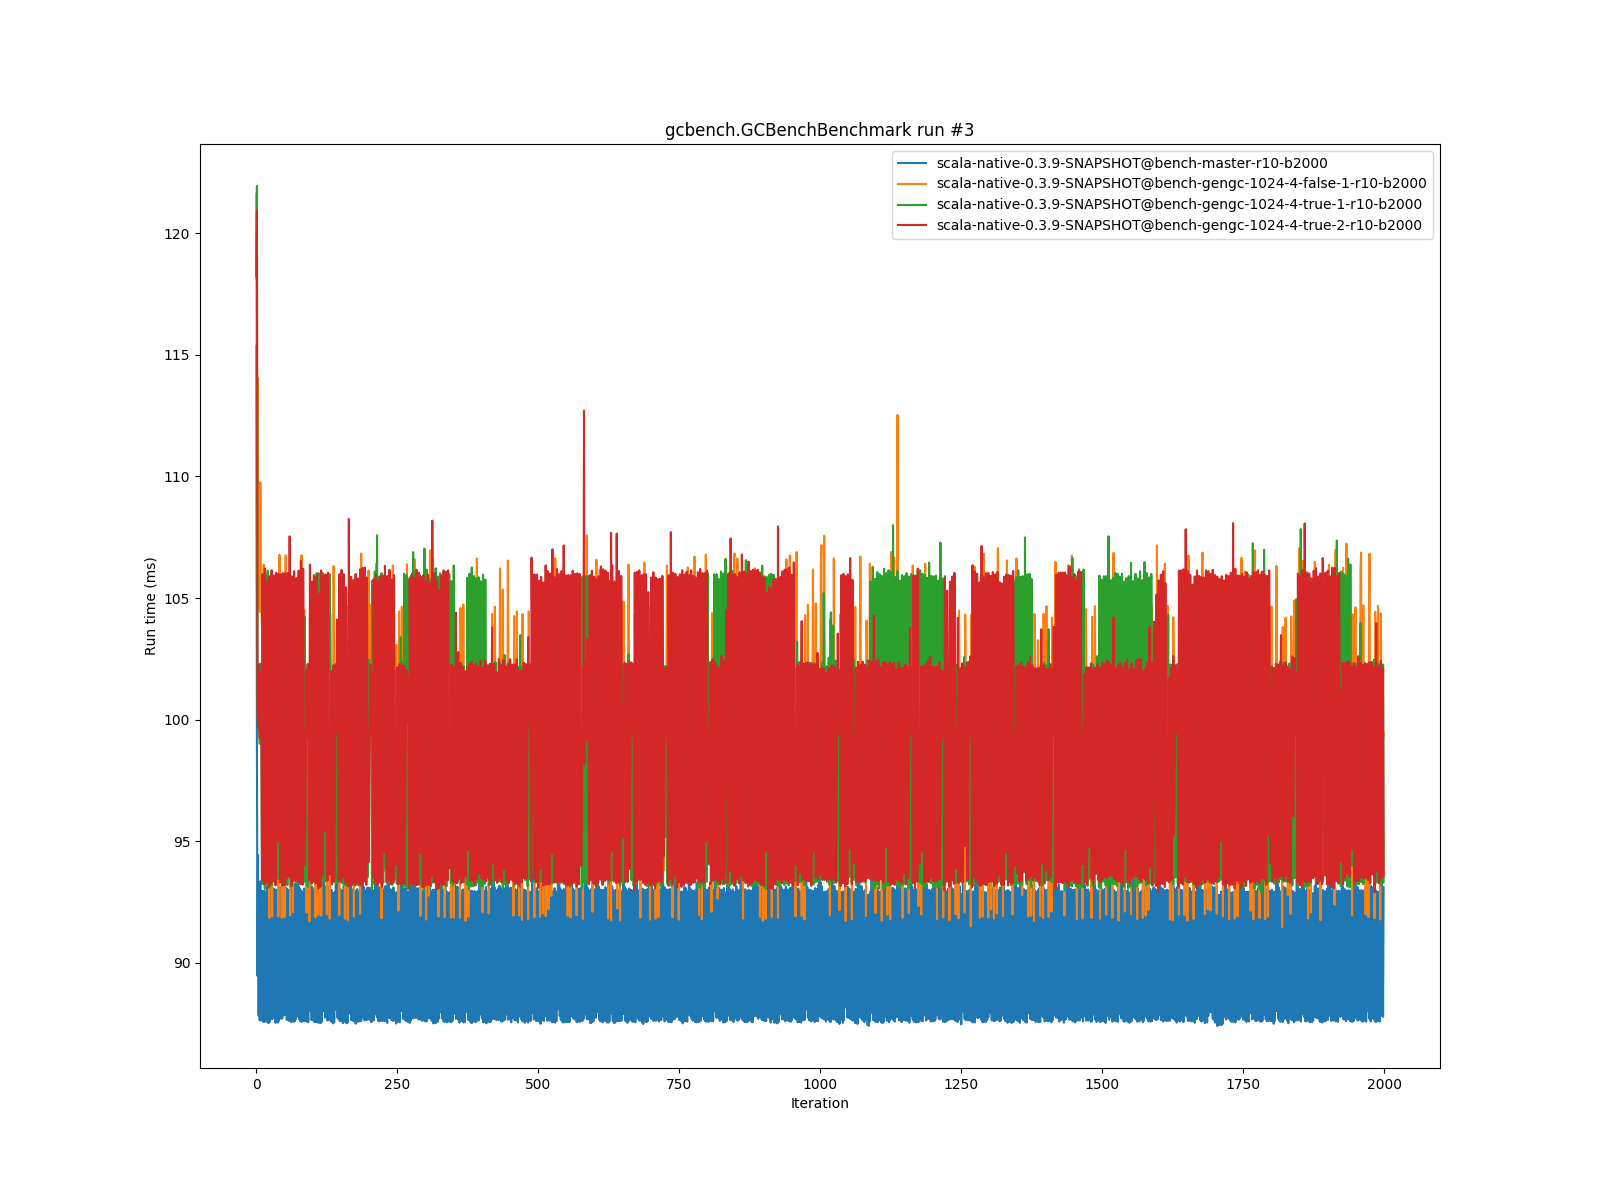 gcbench.GCBenchBenchmark run #3
scala-native-0.3.9-SNAPSHOT@bench-master-r10-b2000
scala-native-0.3.9-SNAPSHOT@bench-gengc-1024-4-false-1-r10-b2000
scala-native-0.3.9-SNAPSHOT@bench-gengc-1024-4-true-1-r10-b2000
scala-native-0.3.9-SNAPSHOT@bench-gengc-1024-4-true-2-r10-b2000
120
115
110
105
100
95
90
Run time (ms)
0 250 500 750 1000 1250 1500 1750 2000
Iteration